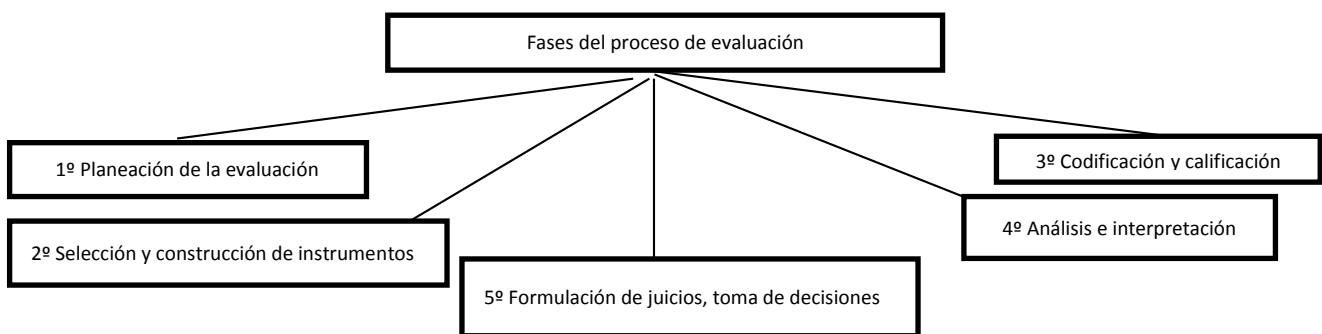 Fases del proceso de evaluación
1º Planeación de la evaluación
2º Selección y construcción de instrumentos
3º Codificación y calificación
4º Análisis e interpretación
5º Formulación de juicios, toma de decisiones